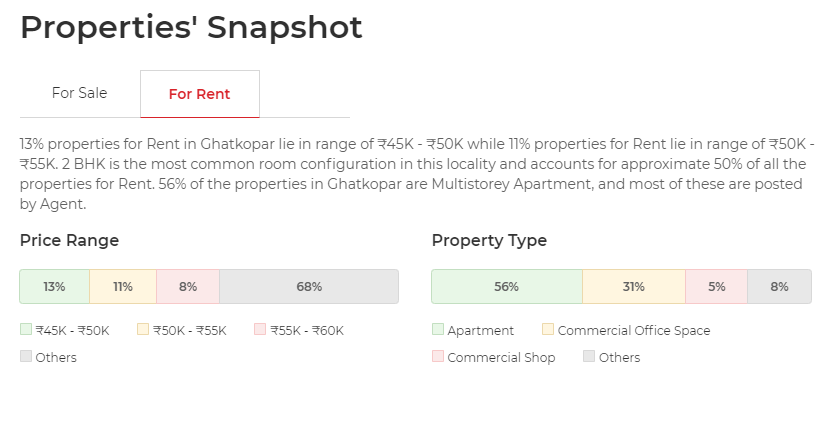 Properties' Snapshot
For Sale
For Rent
13% properties for Rent in Ghatkopar lie in range of ₹45K - ₹50K while 11% properties for Rent lie in range of ₹50K -
₹55K. 2 BHK is the most common room configuration in this locality and accounts for approximate 50% of all the
properties for Rent. 56% of the properties in Ghatkopar are Multistorey Apartment, and most of these are posted
by Agent.
Price Range
13% 11% 8% 68%
₹45K - ₹50K ₹50K - ₹55K ₹55K - ₹60K
Others
Property Type
56% 31% 5% 8%
Apartment Commercial Office Space
Commercial Shop Others